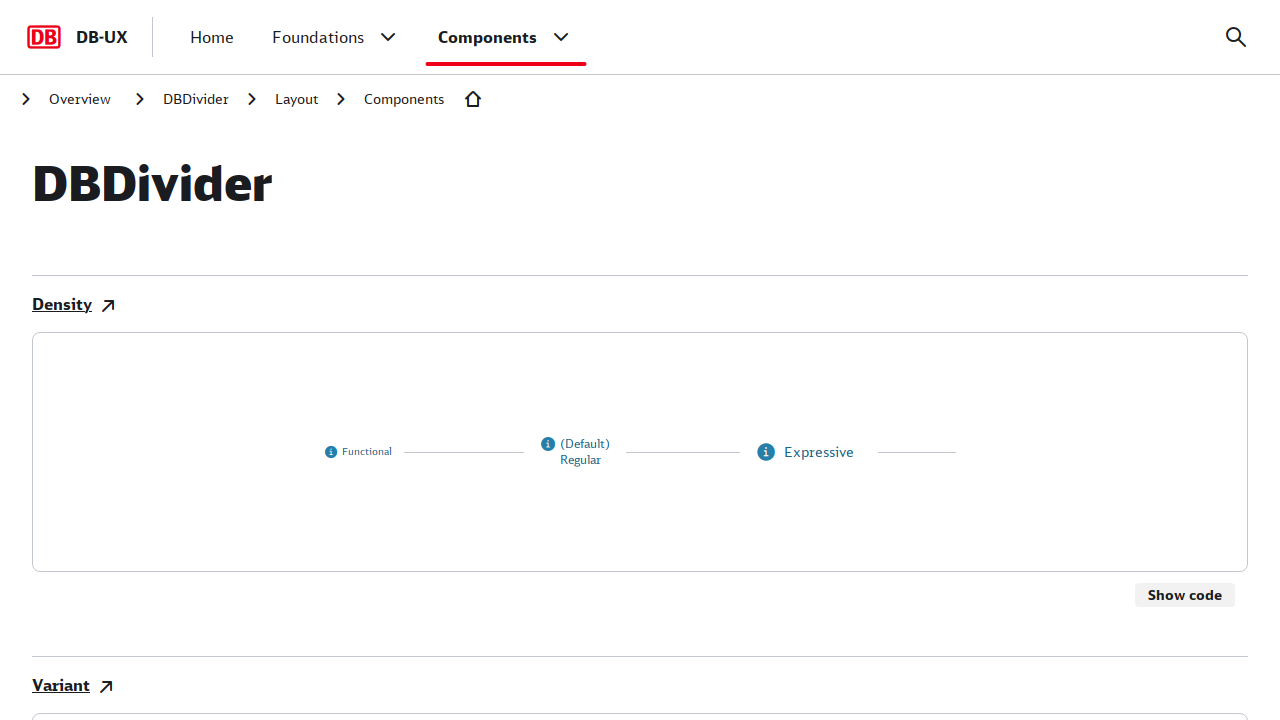 DB DB-UX Home Foundations Components
Overview DBDivider Layout Components
DBDivider
Density
Functional (Default) Regular Expressive
Show code
Variant